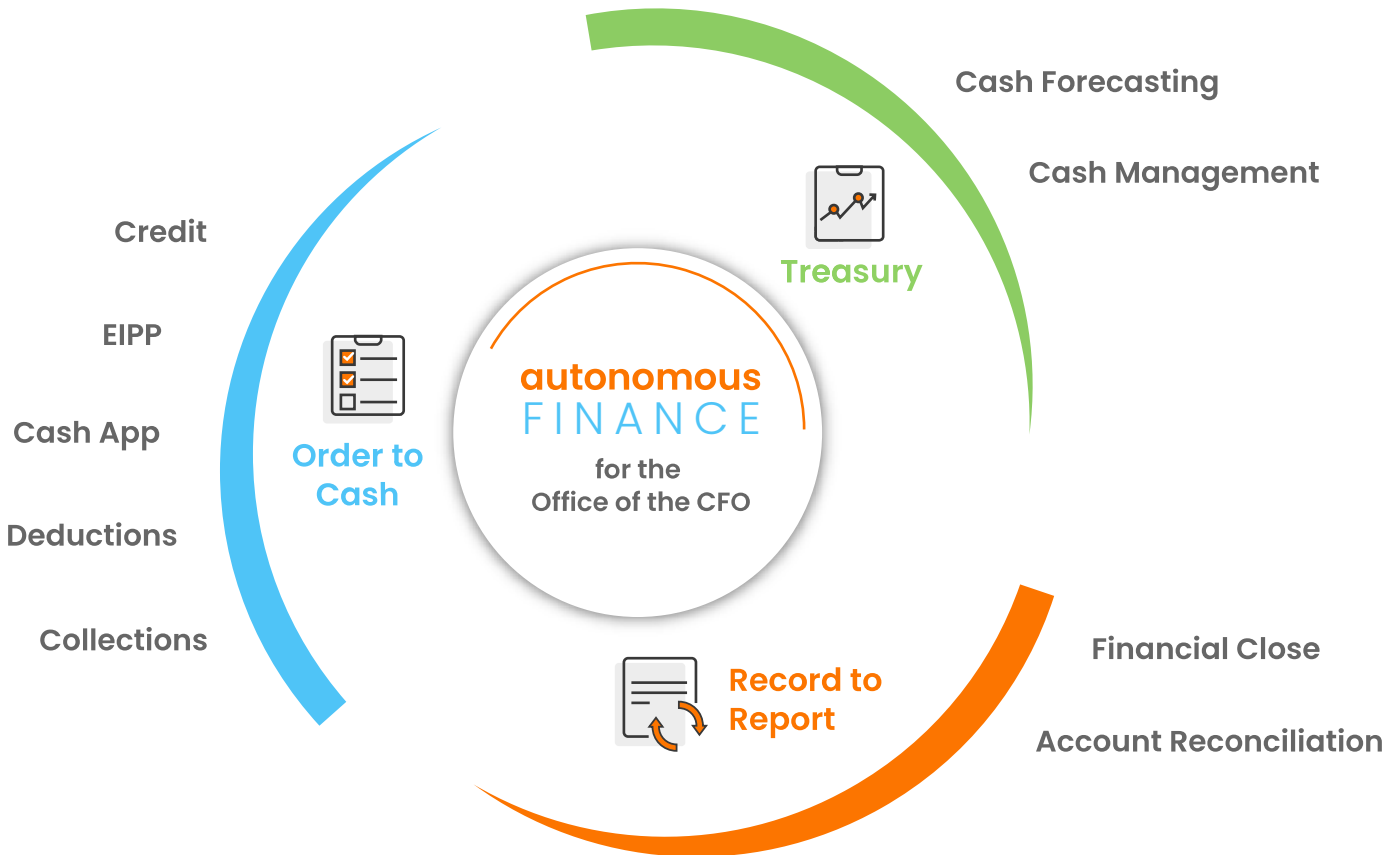 Cash Forecasting
Cash Management
Treasury
Credit
EIPP
Cash App
Deductions
Collections
Order to
Cash
autonomous
FINANCE
for the
Office of the CFO
Record to
Report
Financial Close
Account Reconciliation